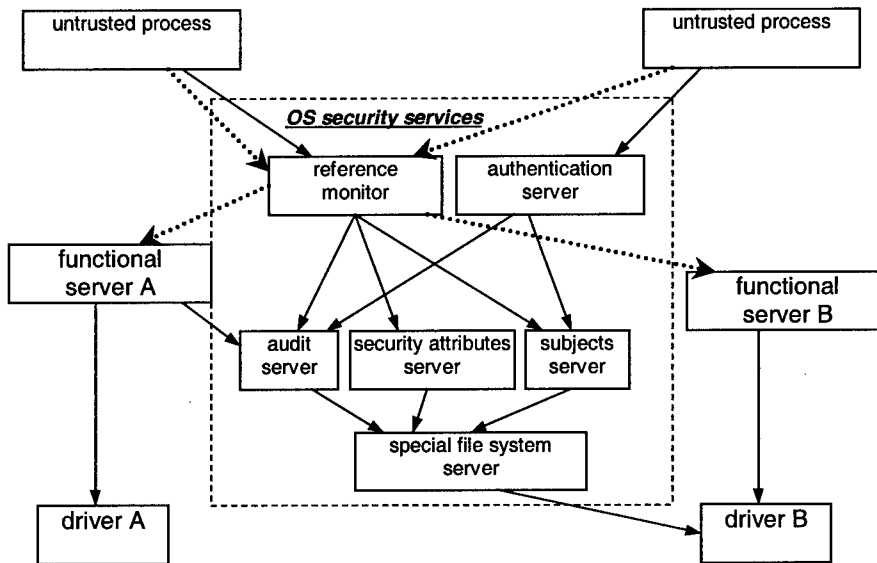 untrusted process
untrusted process
OS security services
reference
monitor
authentication
server
functional
server A
functional
server B
audit
server
security attributes
server
subjects
server
special file system
server
driver A
driver B